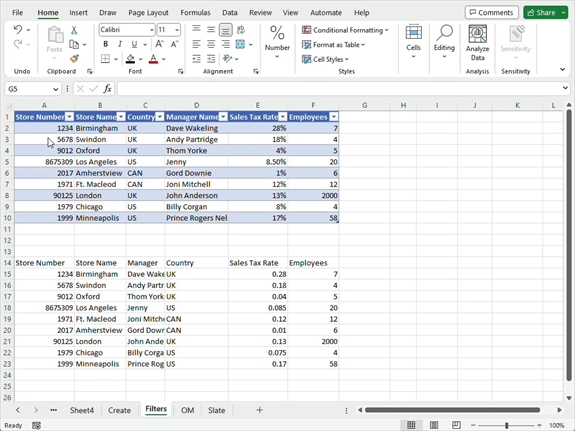 File Home Insert Draw Page Layout Formulas Data Review View Automate Help Comments Share
Calibri 11 Conditional Formatting
Paste B I U A Number Format as Table Cells Editing Analyze Data Sensitivity
Cell Styles
Undo Clipboard Font Alignment Styles Analysis Sensitivity
G5 fx
A B C D E F G H I J K L
1 Store Number Store Name Country Manager Name Sales Tax Rate Employees
2 1234 Birmingham UK Dave Wakeling 28% 7
3 5678 Swindon UK Andy Partridge 18% 4
4 9012 Oxford UK Thom Yorke 4% 5
5 8675309 Los Angeles US Jenny 8.50% 20
6 2017 Amherstview CAN Gord Downie 1% 6
7 1971 Ft. Macleod CAN Joni Mitchell 12% 12
8 90125 London UK John Anderson 13% 2000
9 1979 Chicago US Billy Corgan 8% 4
10 1999 Minneapolis US Prince Rogers Nel 17% 58
11
12
13
14 Store Number Store Name Manager Country Sales Tax Rate Employees
15 1234 Birmingham Dave Wake UK 0.28 7
16 5678 Swindon Andy Partr UK 0.18 4
17 9012 Oxford Thom York UK 0.04 5
18 8675309 Los Angeles Jenny US 0.085 20
19 1971 Ft. Macleod Joni Mitche CAN 0.12 12
20 2017 Amherstview Gord Down CAN 0.01 6
21 90125 London John Ande UK 0.13 2000
22 1979 Chicago Billy Corga US 0.075 4
23 1999 Minneapolis Prince Rog US 0.17 58
24
25
26
Sheet4 Create Filters OM Slate
Ready 100%